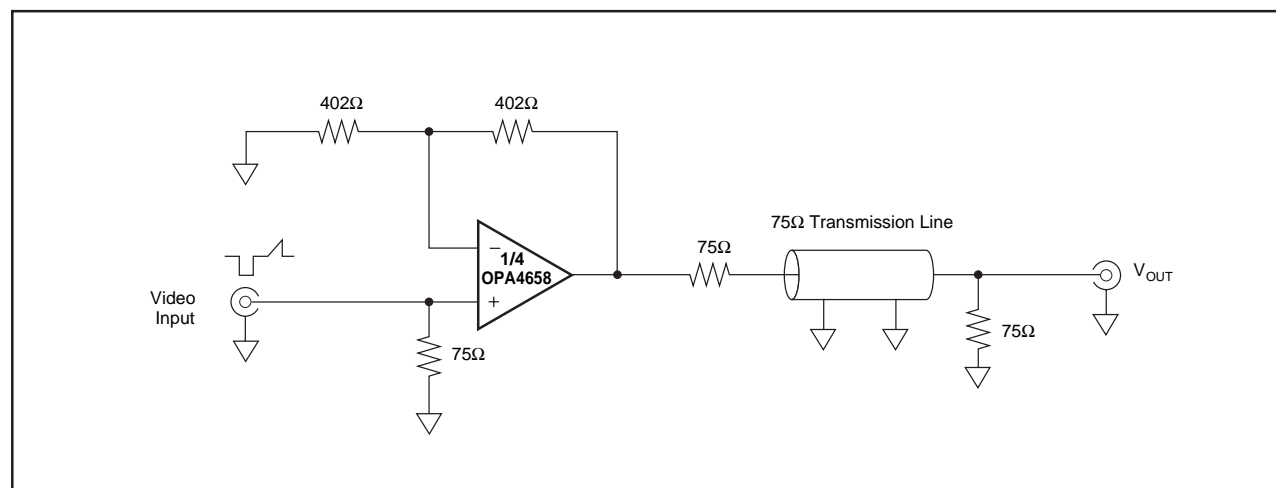 402Ω
402Ω
75Ω Transmission Line
75Ω
–
1/4
OPA4658
+
Video
Input
75Ω
75Ω
V_OUT